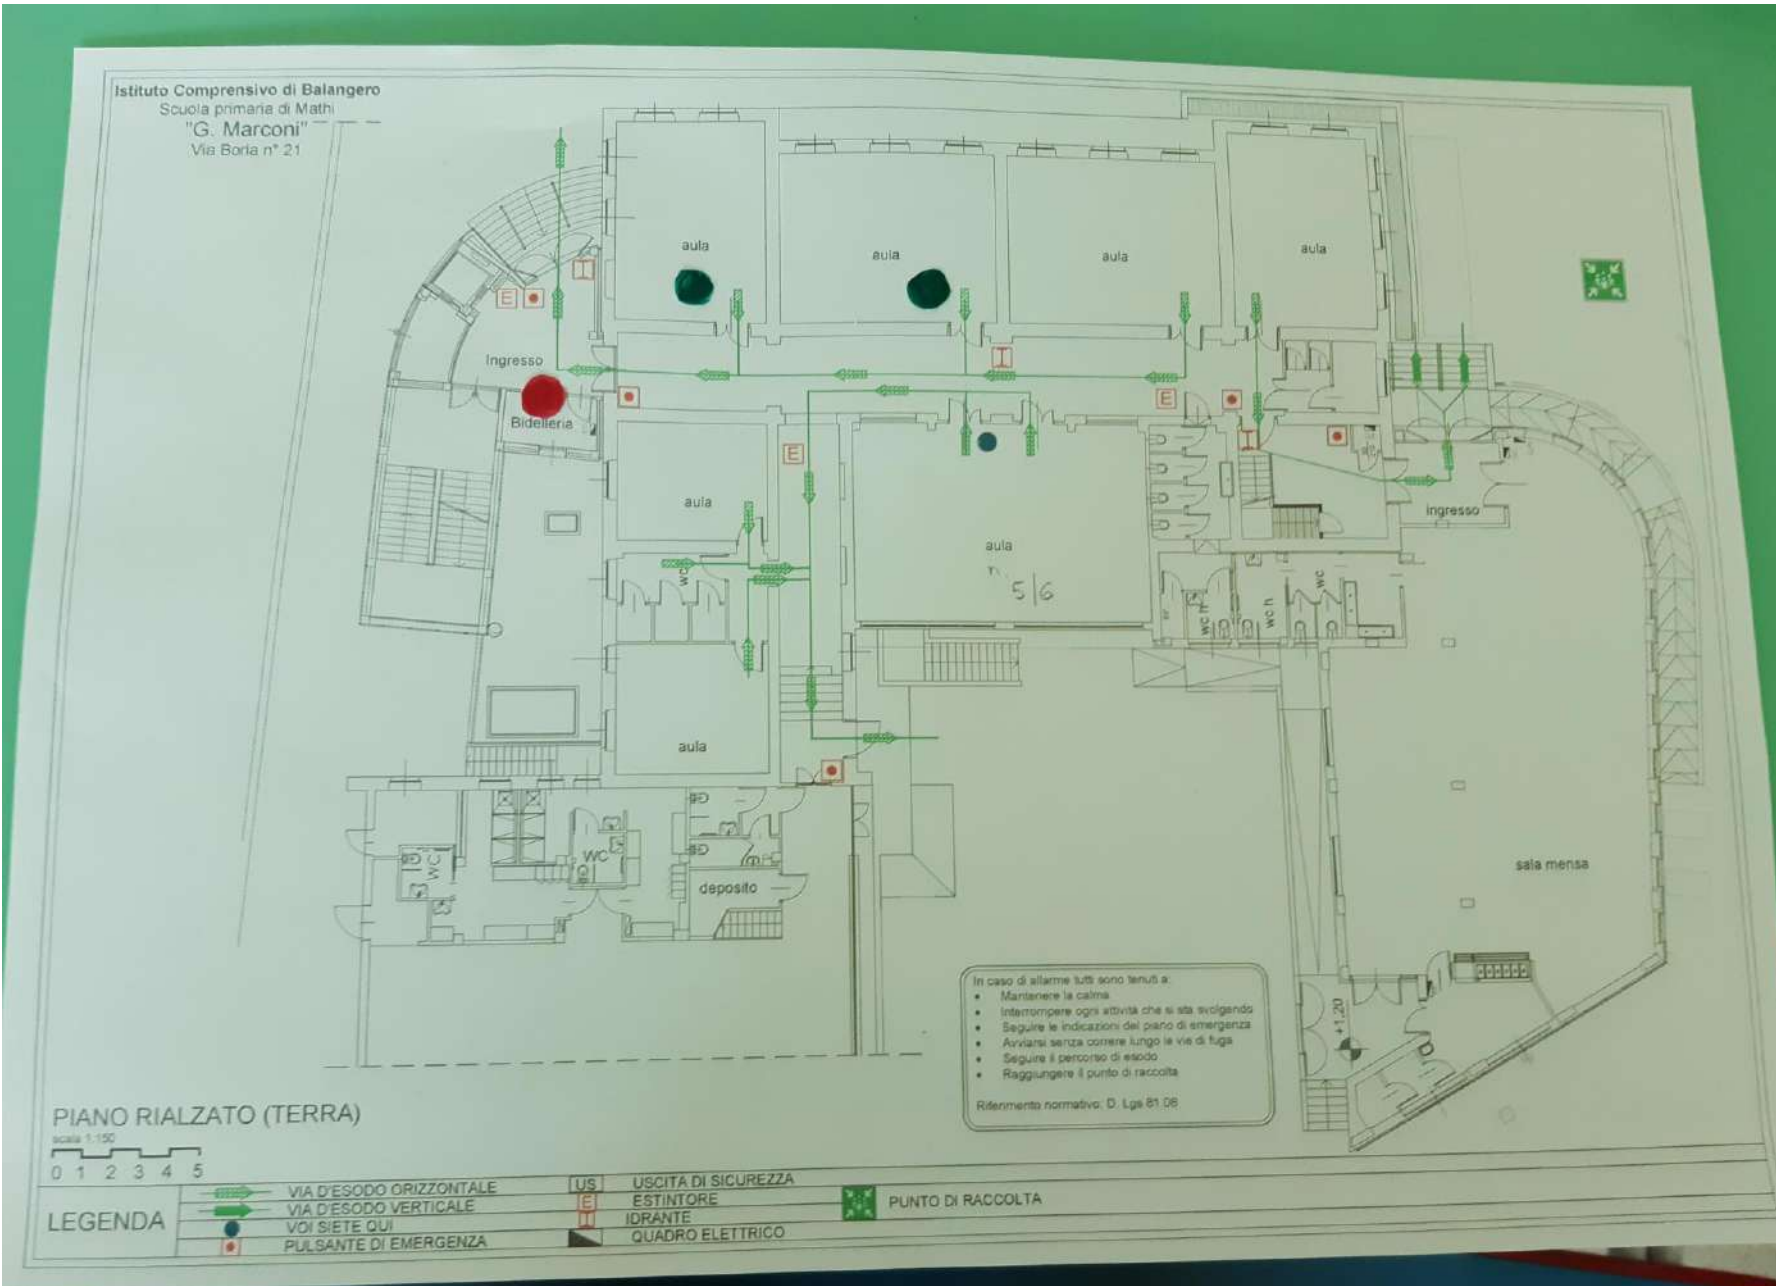 Istituto Comprensivo di Balangero
Scuola primaria di Mathi
"G. Marconi"
Via Borla n° 21
aula
aula
aula
aula
E
Ingresso
Bidelleria
E
E
aula
ingresso
aula
n. 5/6
wc
wc h
wc h
wc
aula
WC
WC
deposito
sala mensa
+1,20
In caso di allarme tutti sono tenuti a:
• Mantenere la calma
• Interrompere ogni attività che si sta svolgendo
• Seguire le indicazioni del piano di emergenza
• Avviarsi senza correre lungo le vie di fuga
• Seguire il percorso di esodo
• Raggiungere il punto di raccolta
Riferimento normativo: D. Lgs 81.08
PIANO RIALZATO (TERRA)
scala 1:150
0 1 2 3 4 5
LEGENDA
VIA D'ESODO ORIZZONTALE
VIA D'ESODO VERTICALE
VOI SIETE QUI
PULSANTE DI EMERGENZA
US USCITA DI SICUREZZA
E ESTINTORE
IDRANTE
QUADRO ELETTRICO
PUNTO DI RACCOLTA